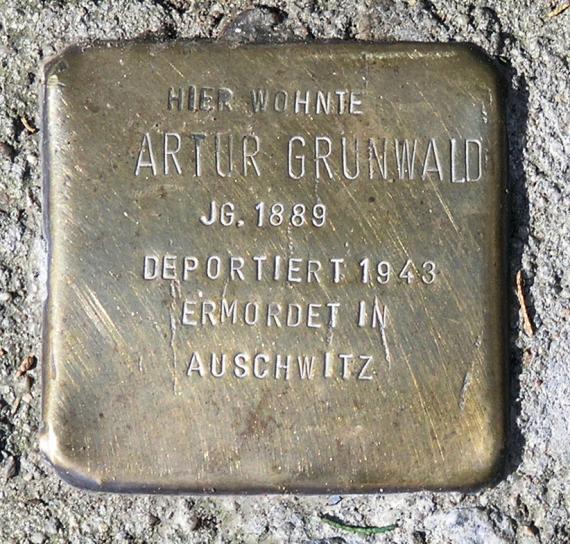 HIER WOHNTE
ARTUR GRUNWALD
JG. 1889
DEPORTIERT 1943
ERMORDET IN
AUSCHWITZ